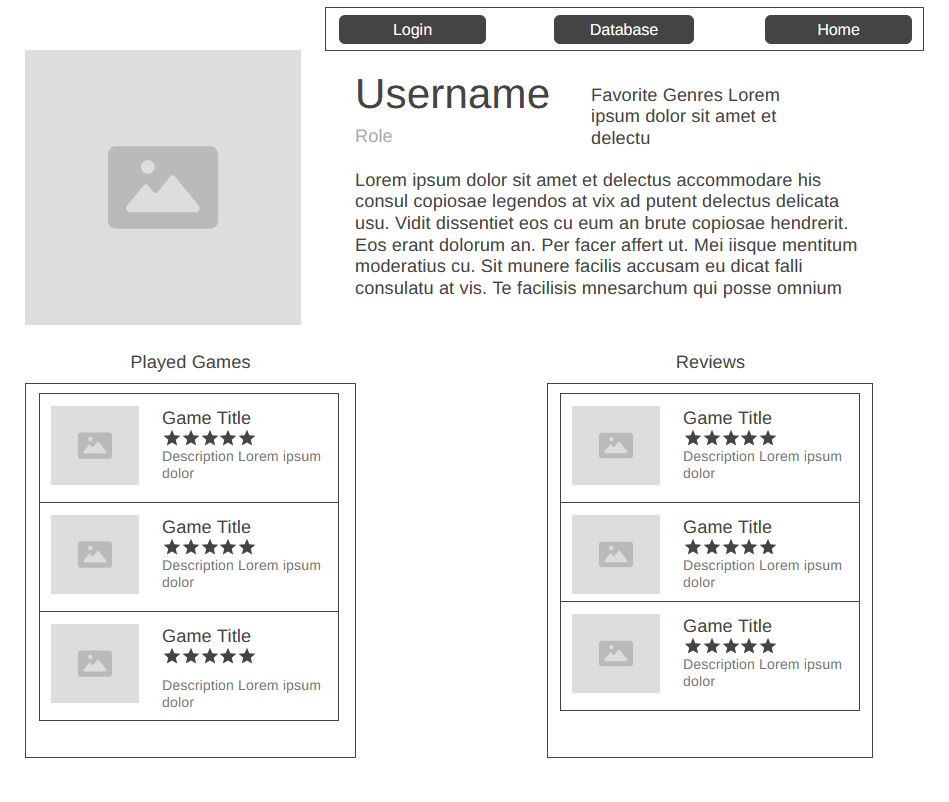 Login
Database
Home
Username
Role
Favorite Genres Lorem
ipsum dolor sit amet et
delectu
Lorem ipsum dolor sit amet et delectus accommodare his
consul copiosae legendos at vix ad putent delectus delicata
usu. Vidit dissentiet eos cu eum an brute copiosae hendrerit.
Eos erant dolorum an. Per facer affert ut. Mei iisque mentitum
moderatius cu. Sit munere facilis accusam eu dicat falli
consulatu at vis. Te facilisis mnesarchum qui posse omnium
Played Games
Game Title
Description Lorem ipsum
dolor
Game Title
Description Lorem ipsum
dolor
Game Title
Description Lorem ipsum
dolor
Reviews
Game Title
Description Lorem ipsum
dolor
Game Title
Description Lorem ipsum
dolor
Game Title
Description Lorem ipsum
dolor